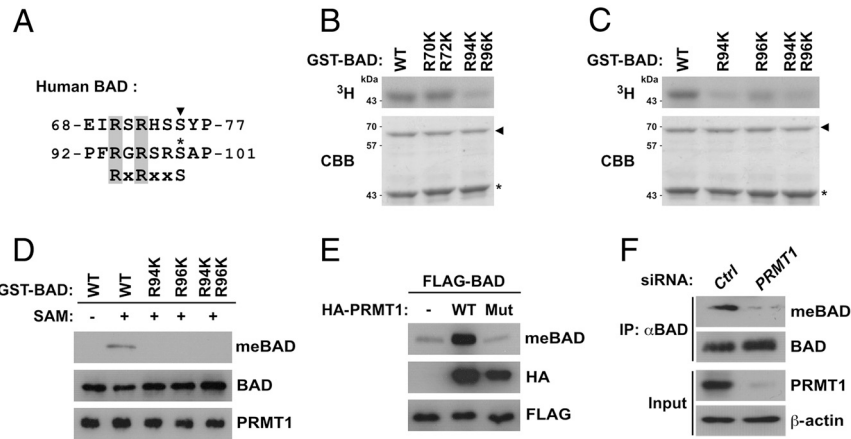 A
Human BAD :
▼
68-EIRSRHSSYP-77
*
92-PFRGRSRSAP-101
RxRxxS
B
GST-BAD: WT R70K R72K R94K R96K
kDa
³H
43
70
57
CBB
43
*
C
GST-BAD: WT R94K R96K R94K R96K
kDa
³H
43
70
57
CBB
43
*
D
GST-BAD: WT WT R94K R96K R94K R96K
SAM: - + + + +
meBAD
BAD
PRMT1
E
FLAG-BAD
HA-PRMT1: - WT Mut
meBAD
HA
FLAG
F
siRNA: Ctrl PRMT1
IP: αBAD
meBAD
BAD
Input
PRMT1
β-actin